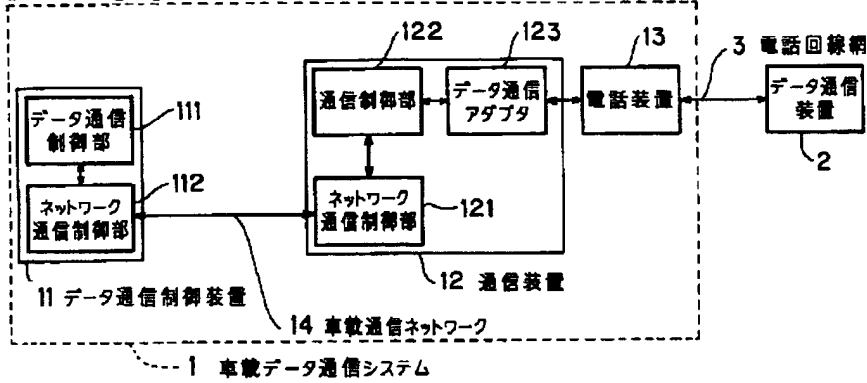 122
123
13
3 電話回線網
通信制御部
データ通信
アダプタ
電話装置
データ通信
装置
2
データ通信
制御部
111
ネットワーク
通信制御部
112
ネットワーク
通信制御部
121
11 データ通信制御装置
12 通信装置
14 車載通信ネットワーク
1 車載データ通信システム